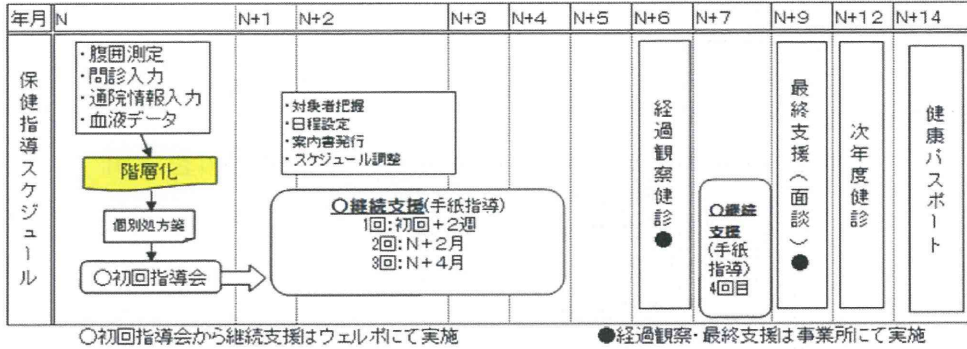 年月 N N+1 N+2 N+3 N+4 N+5 N+6 N+7 N+9 N+12 N+14
保健指導スケジュール
・腹囲測定
・問診入力
・通院情報入力
・血液データ
階層化
個別処方箋
○初回指導会
・対象者把握
・日程設定
・案内書発行
・スケジュール調整
○継続支援(手紙指導)
1回:初回+2週
2回:N+2月
3回:N+4月
経過観察健診●
○継続
支援
(手紙
指導)
4回目
最終支援(面談)●
次年度健診
健康パスポート
○初回指導会から継続支援はウェルポにて実施
●経過観察・最終支援は事業所にて実施